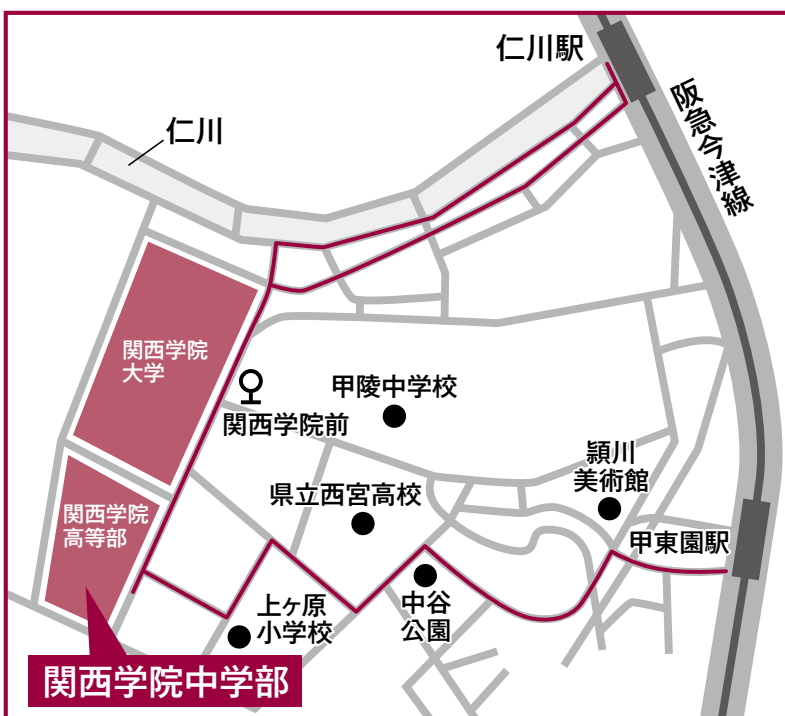 仁川駅
阪急今津線
仁川
関西学院
大学
関西学院前
甲陵中学校
頴川
美術館
県立西宮高校
関西学院
高等部
甲東園駅
中谷
公園
上ケ原
小学校
関西学院中学部